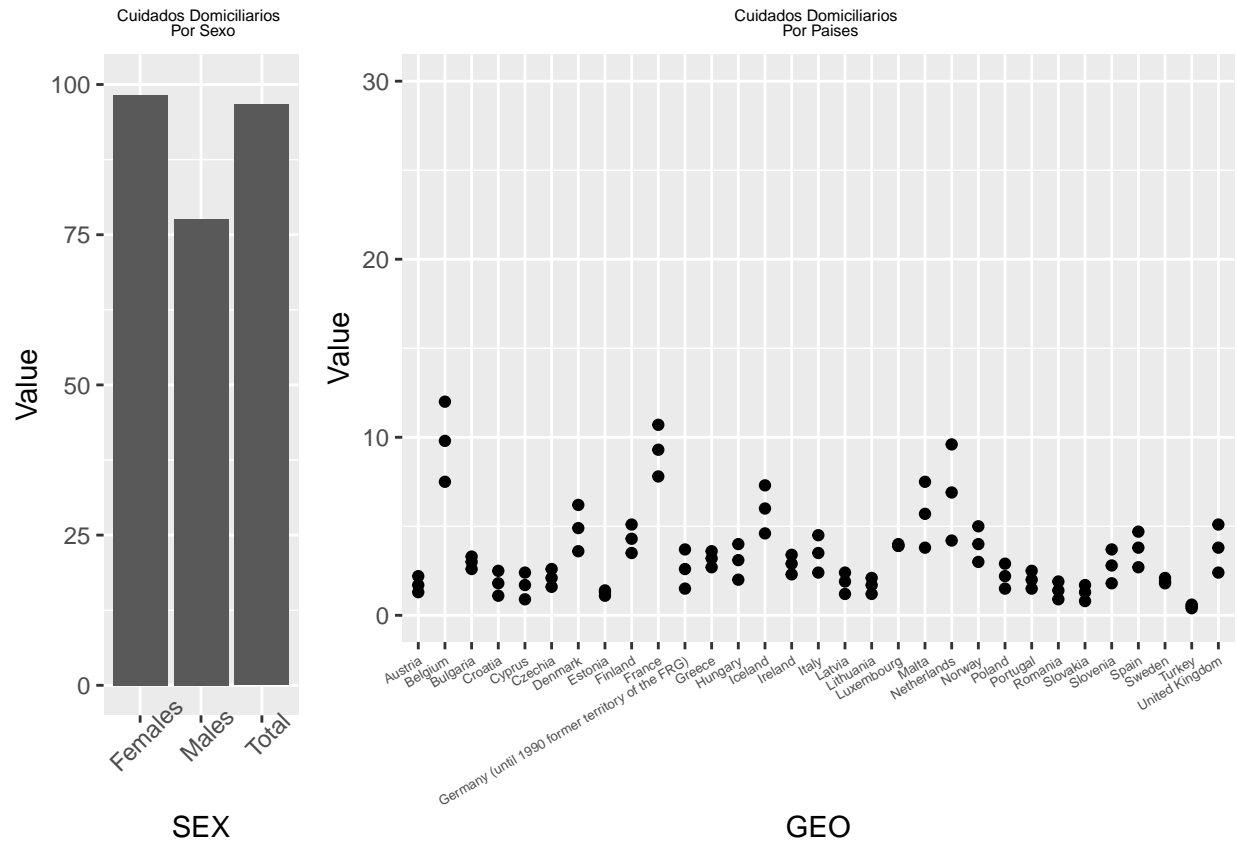 Cuidados Domiciliarios
Por Sexo
Value
100
75
50
25
0
Females
Males
Total
SEX
Cuidados Domiciliarios
Por Paises
Value
30
20
10
0
Austria
Belgium
Bulgaria
Croatia
Cyprus
Czechia
Denmark
Estonia
Finland
France
Germany (until 1990 former territory of the FRG)
Greece
Hungary
Iceland
Ireland
Italy
Latvia
Lithuania
Luxembourg
Malta
Netherlands
Norway
Poland
Portugal
Romania
Slovakia
Slovenia
Spain
Sweden
Turkey
United Kingdom
GEO